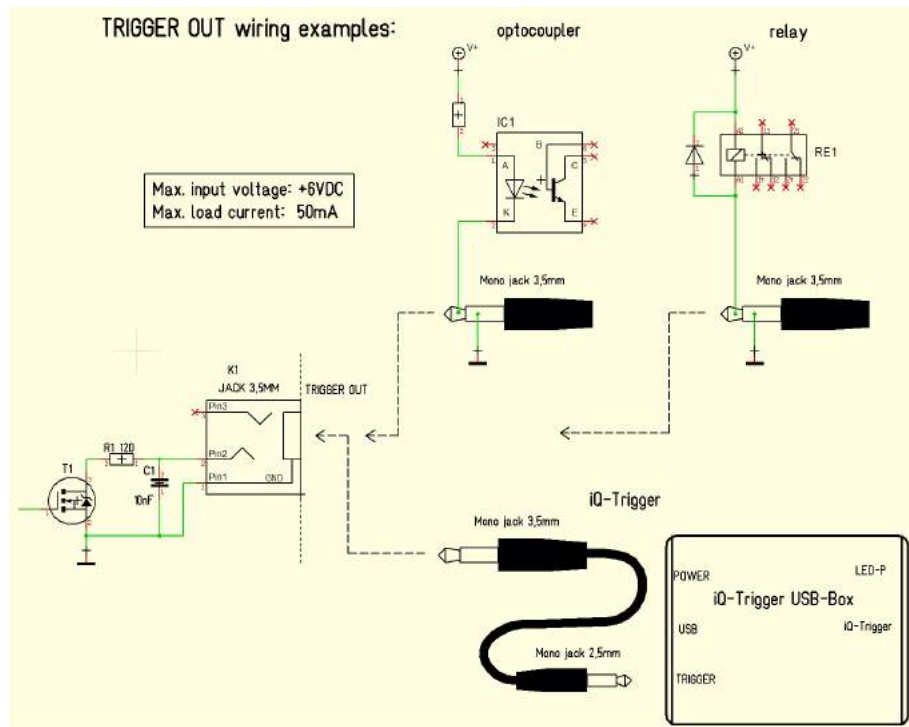 TRIGGER OUT wiring examples:
optocoupler
relay
V+
V+
IC1
A
K
B
C
E
RE1
Max. input voltage: +6VDC
Max. load current: 50mA
Mono jack 3,5mm
Mono jack 3,5mm
K1
JACK 3,5MM
TRIGGER OUT
Pin3
R1 120
Pin2
C1
Pin1
GND
T1
10nF
iQ-Trigger
Mono jack 3,5mm
POWER
LED-P
iQ-Trigger USB-Box
USB
iQ-Trigger
Mono jack 2,5mm
TRIGGER